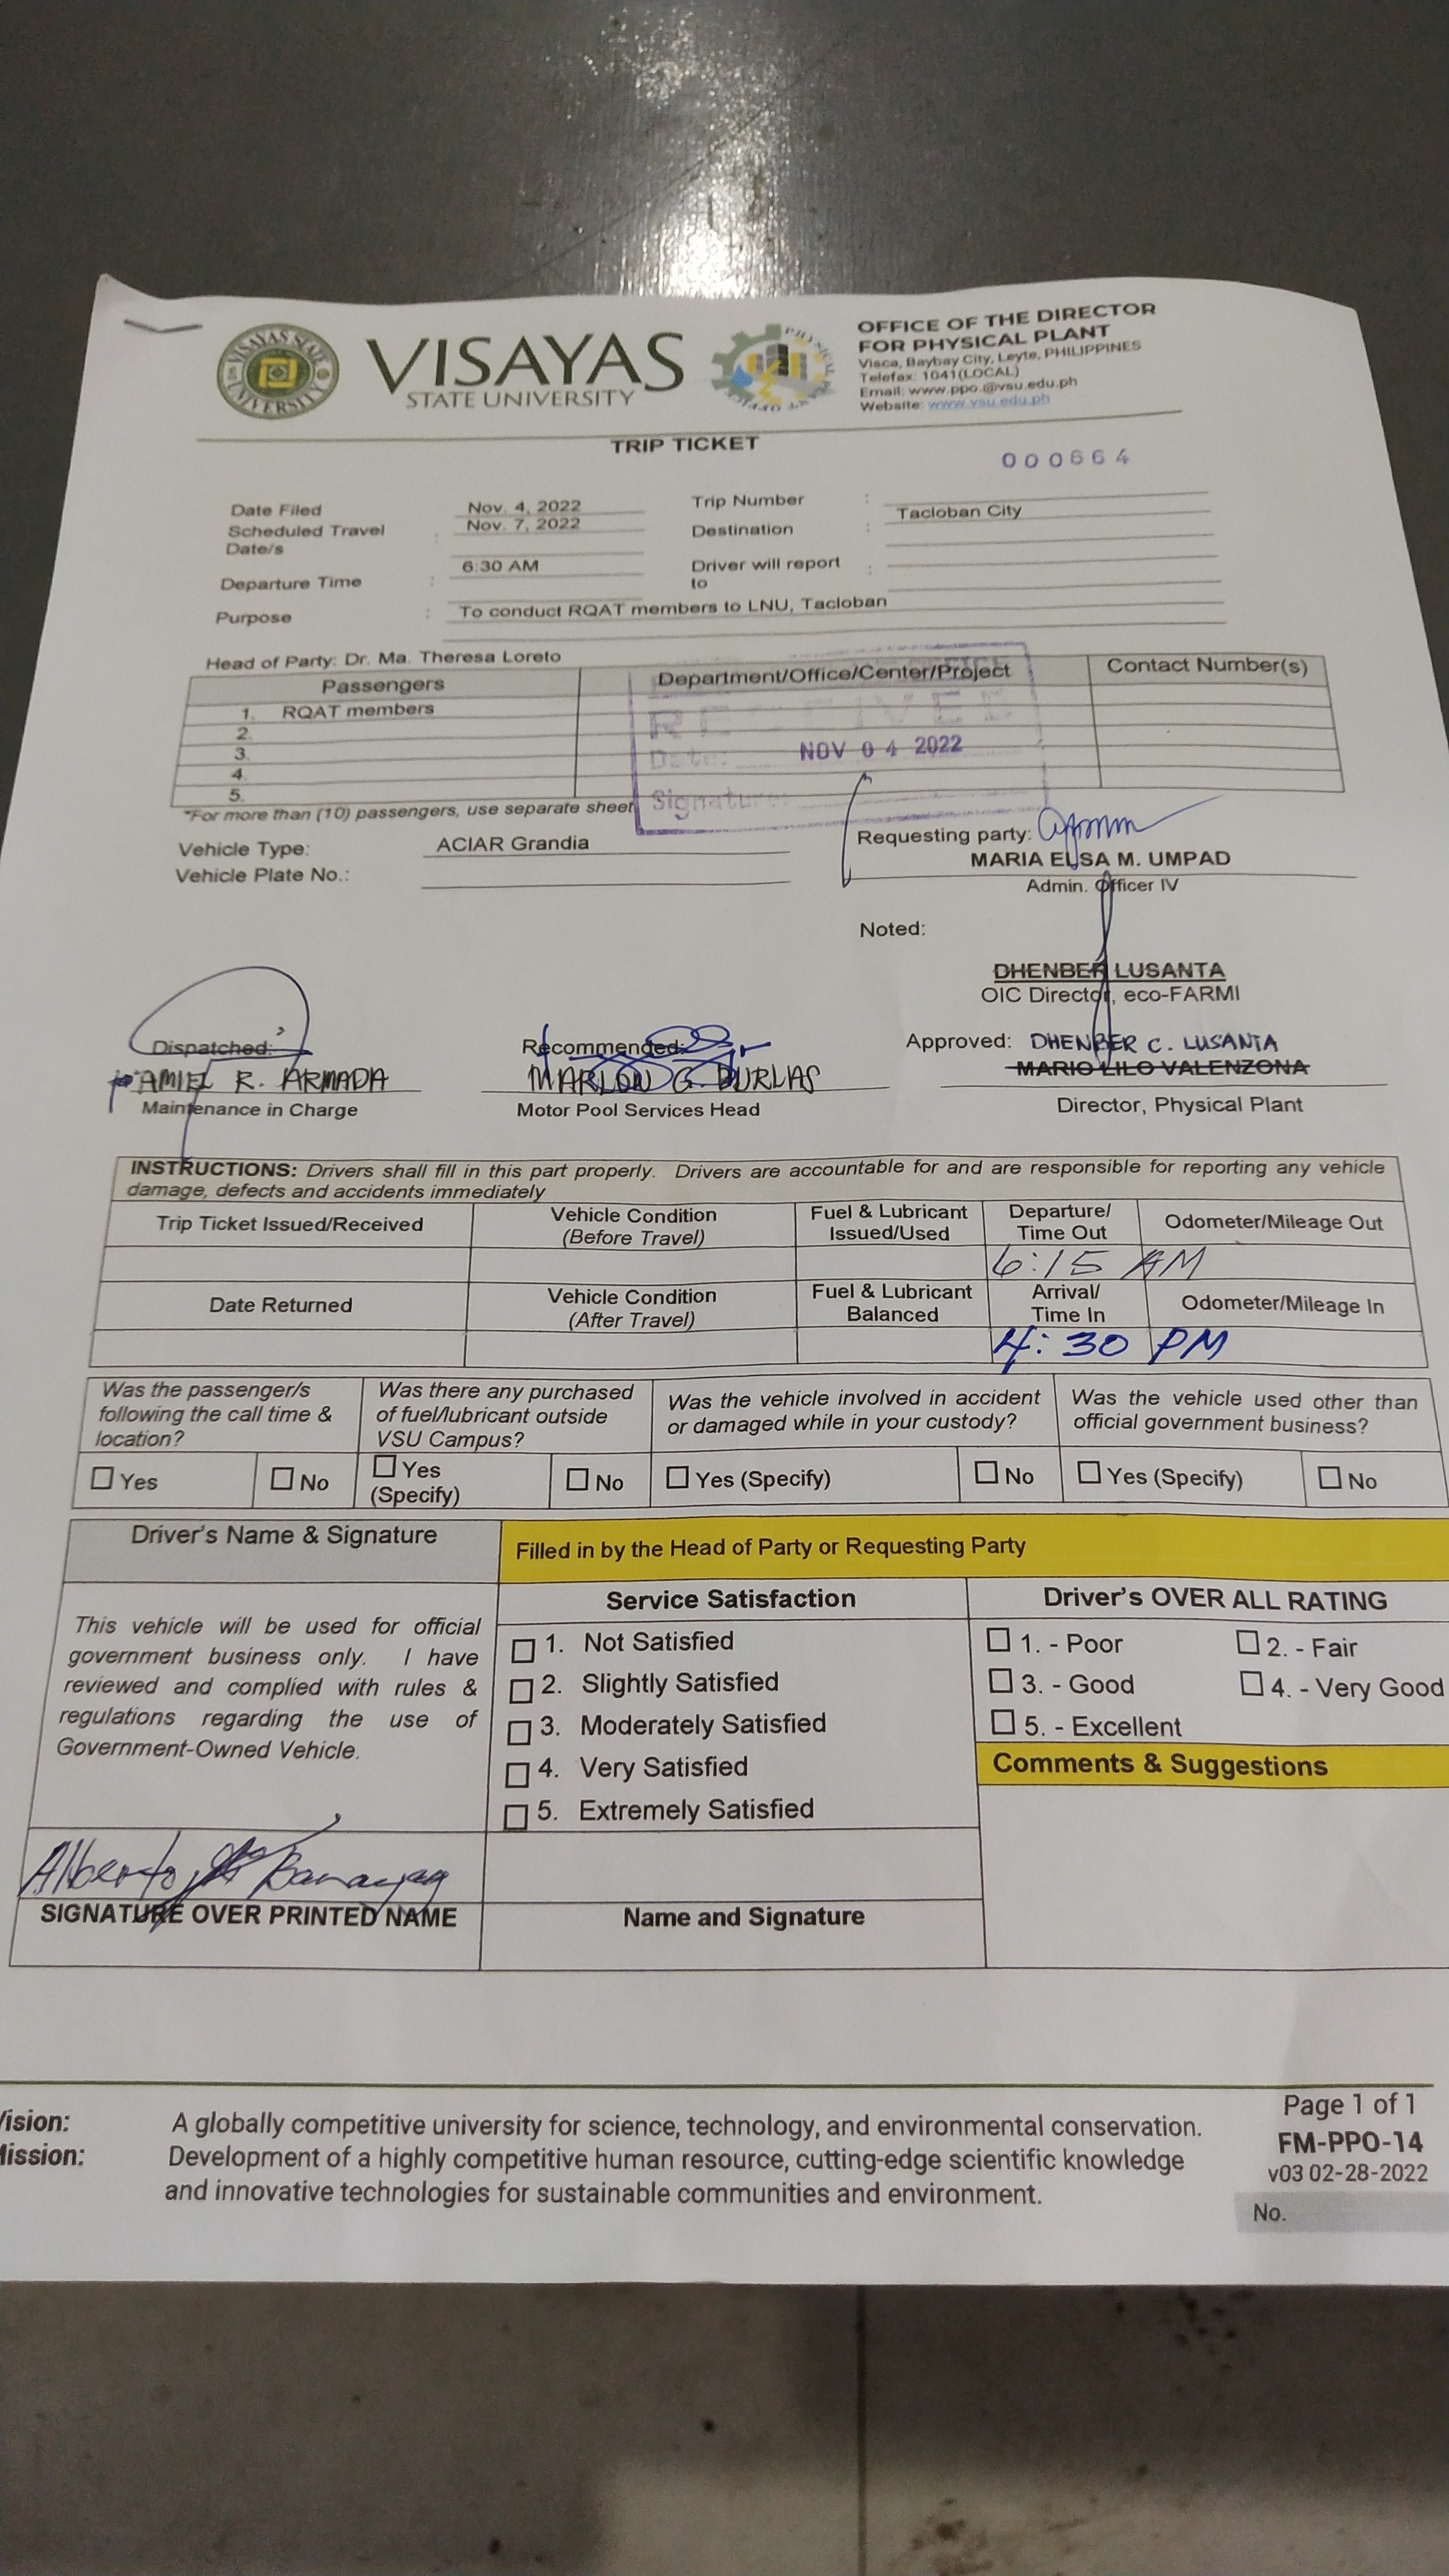 VISAYAS
STATE UNIVERSITY
OFFICE OF THE DIRECTOR
FOR PHYSICAL PLANT
Visca, Baybay City, Leyte, PHILIPPINES
Telefax: 1041(LOCAL)
Email: www.ppo.@vsu.edu.ph
Website: www.vsu.edu.ph
TRIP TICKET
000664
Date Filed Nov. 4, 2022 Trip Number :
Scheduled Travel Date/s : Nov. 7, 2022 Destination : Tacloban City
Departure Time : 6:30 AM Driver will report to :
Purpose : To conduct RQAT members to LNU, Tacloban
Head of Party: Dr. Ma. Theresa Loreto
Passengers Department/Office/Center/Project Contact Number(s)
1. RQAT members
2.
3.
4.
5.
RECEIVED
Date: NOV 04 2022
Signature:
*For more than (10) passengers, use separate sheet
Vehicle Type: ACIAR Grandia
Vehicle Plate No.:
Requesting party:
MARIA ELSA M. UMPAD
Admin. Officer IV
Noted:
DHENBER LUSANTA
OIC Director, eco-FARMI
Dispatched: Recommended: Approved: DHENBER C. LUSANTA
AMIEL R. ARMADA MARLON G. BURLAS MARIO LILO VALENZONA
Maintenance in Charge Motor Pool Services Head Director, Physical Plant
INSTRUCTIONS: Drivers shall fill in this part properly. Drivers are accountable for and are responsible for reporting any vehicle
damage, defects and accidents immediately
Trip Ticket Issued/Received Vehicle Condition (Before Travel) Fuel & Lubricant Issued/Used Departure/ Time Out Odometer/Mileage Out
6:15 AM
Date Returned Vehicle Condition (After Travel) Fuel & Lubricant Balanced Arrival/ Time In Odometer/Mileage In
4:30 PM
Was the passenger/s following the call time & location? Was there any purchased of fuel/lubricant outside VSU Campus? Was the vehicle involved in accident or damaged while in your custody? Was the vehicle used other than official government business?
Yes No Yes (Specify) No Yes (Specify) No Yes (Specify) No
Driver's Name & Signature Filled in by the Head of Party or Requesting Party
Service Satisfaction Driver's OVER ALL RATING
This vehicle will be used for official
government business only. I have
reviewed and complied with rules &
regulations regarding the use of
Government-Owned Vehicle.
1. Not Satisfied
2. Slightly Satisfied
3. Moderately Satisfied
4. Very Satisfied
5. Extremely Satisfied
1. - Poor 2. - Fair
3. - Good 4. - Very Good
5. - Excellent
Comments & Suggestions
Alberto
SIGNATURE OVER PRINTED NAME Name and Signature
Vision: A globally competitive university for science, technology, and environmental conservation.
Mission: Development of a highly competitive human resource, cutting-edge scientific knowledge
and innovative technologies for sustainable communities and environment.
Page 1 of 1
FM-PPO-14
v03 02-28-2022
No.